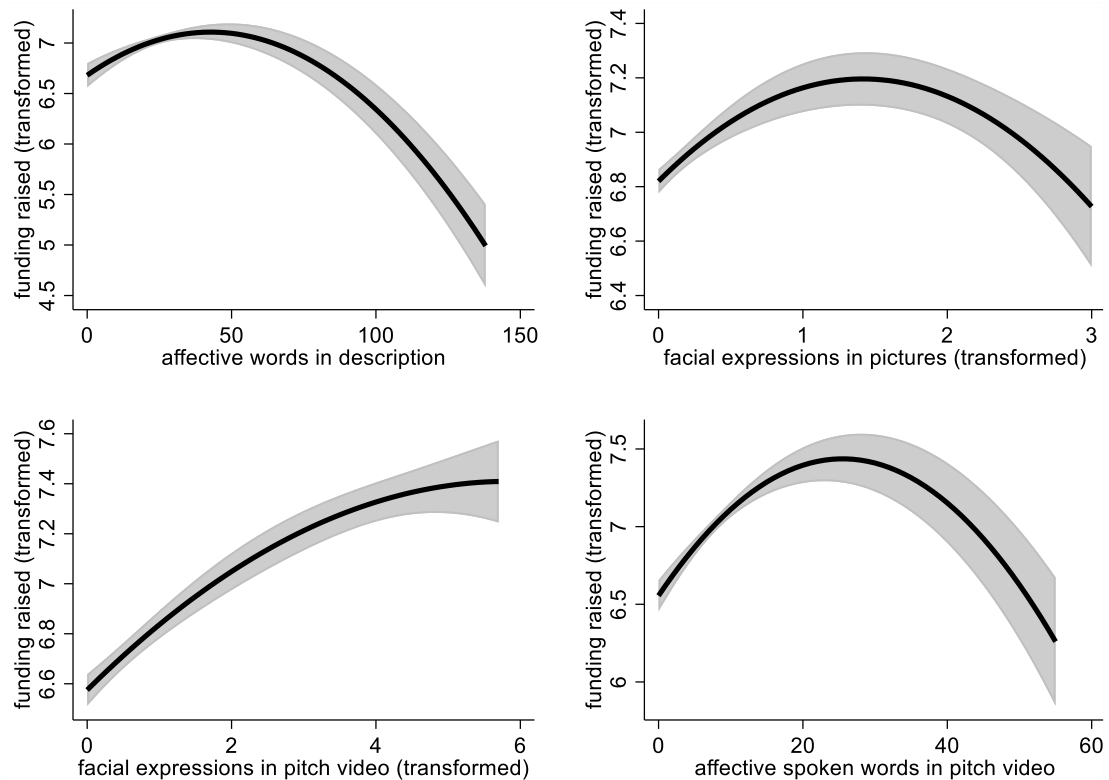 funding raised (transformed)
4.5 5 5.5 6 6.5 7
0 50 100 150
affective words in description
funding raised (transformed)
6.4 6.6 6.8 7 7.2 7.4
0 1 2 3
facial expressions in pictures (transformed)
funding raised (transformed)
6.6 6.8 7 7.2 7.4 7.6
0 2 4 6
facial expressions in pitch video (transformed)
funding raised (transformed)
6 6.5 7 7.5
0 20 40 60
affective spoken words in pitch video